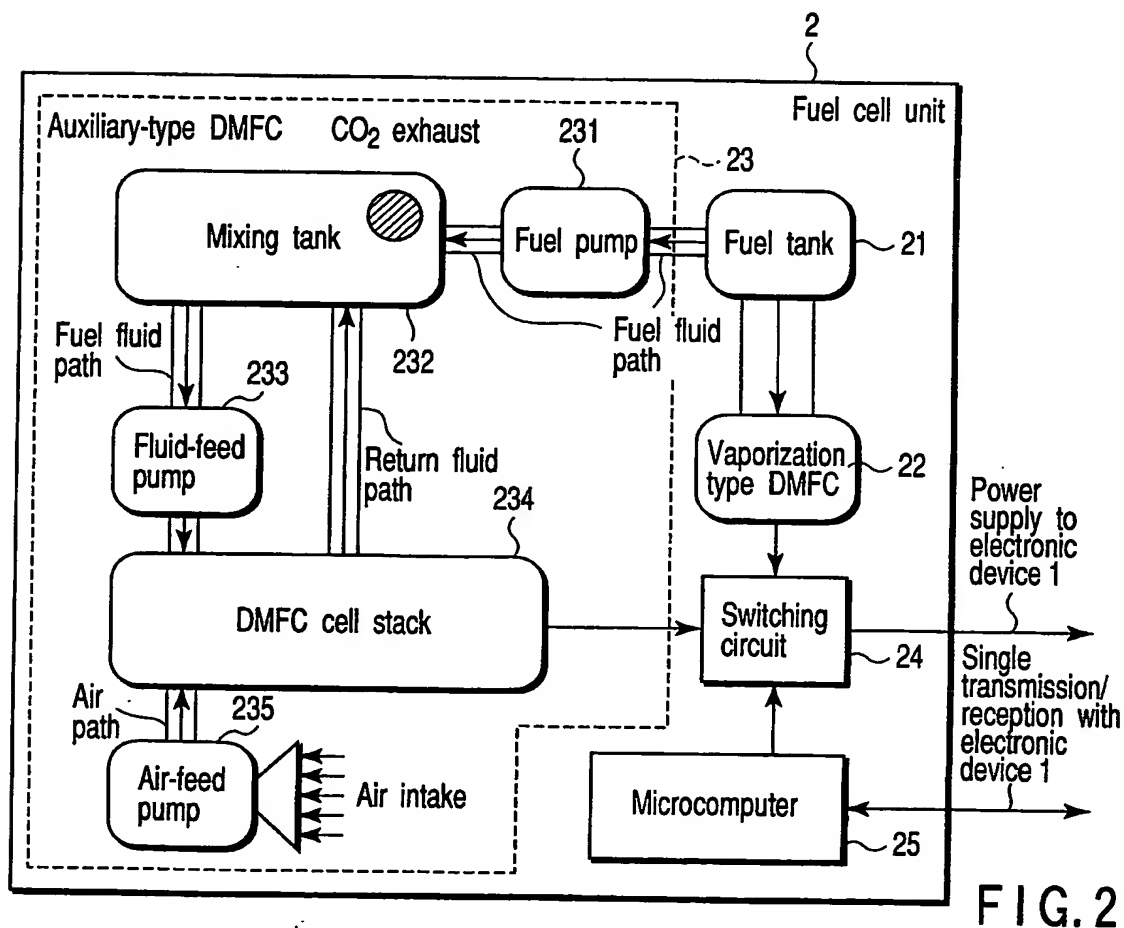 2
Fuel cell unit
Auxiliary-type DMFC
CO₂ exhaust
231
23
Mixing tank
Fuel pump
Fuel tank
21
Fuel fluid
path
232
Fuel fluid
path
233
Fluid-feed
pump
Return fluid
path
Vaporization
type DMFC
22
234
Power
supply to
electronic
device 1
DMFC cell stack
Switching
circuit
24
Single
transmission/
reception with
electronic
device 1
Air
path
235
Air-feed
pump
Air intake
Microcomputer
25
FIG. 2